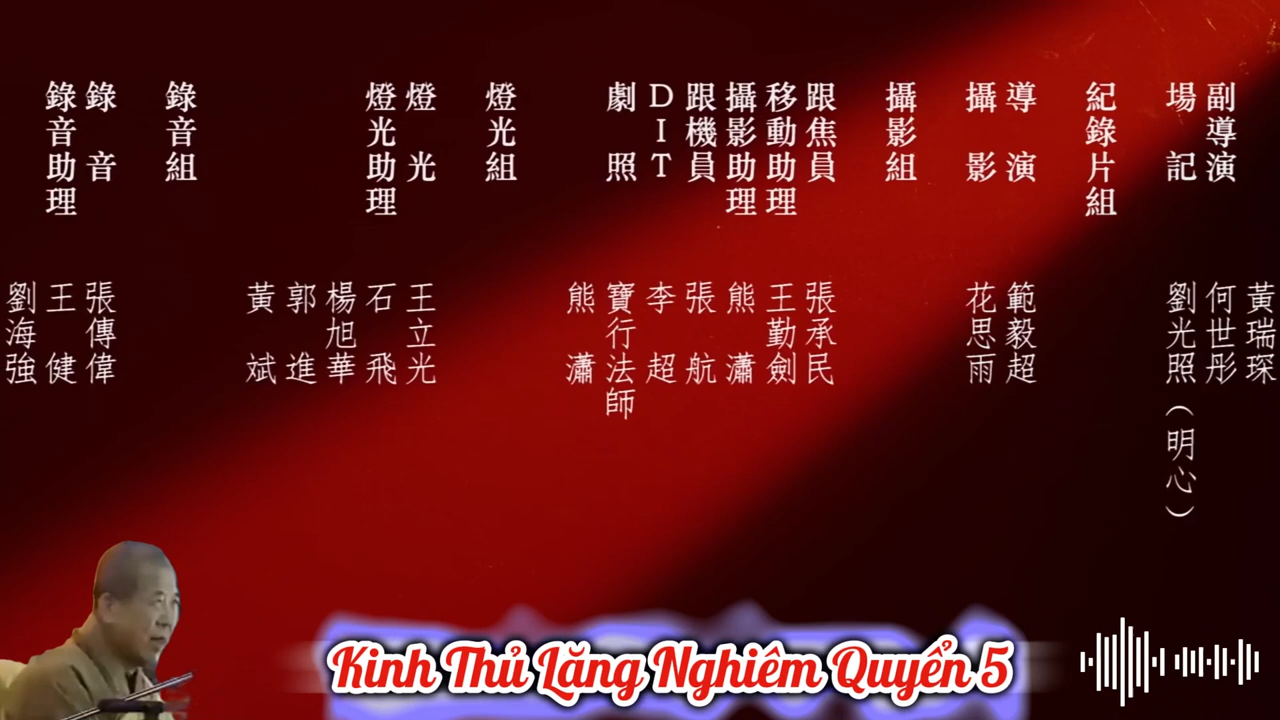 副導演
場記
紀錄片組
導演
攝影
攝影組
跟焦員
移動助理
攝影助理
跟機員
DIT
劇照
燈光組
燈光
燈光助理
錄音組
錄音
錄音助理
黃瑞琛
何世彤
劉光照（明心）
範毅超
花思雨
張承民
王勤劍
熊瀟
張航
李超
寶行法師
熊瀟
王立光
石飛
楊旭華
郭進
黃斌
張傳偉
王健
劉海強
Kinh Thủ Lăng Nghiêm Quyển 5